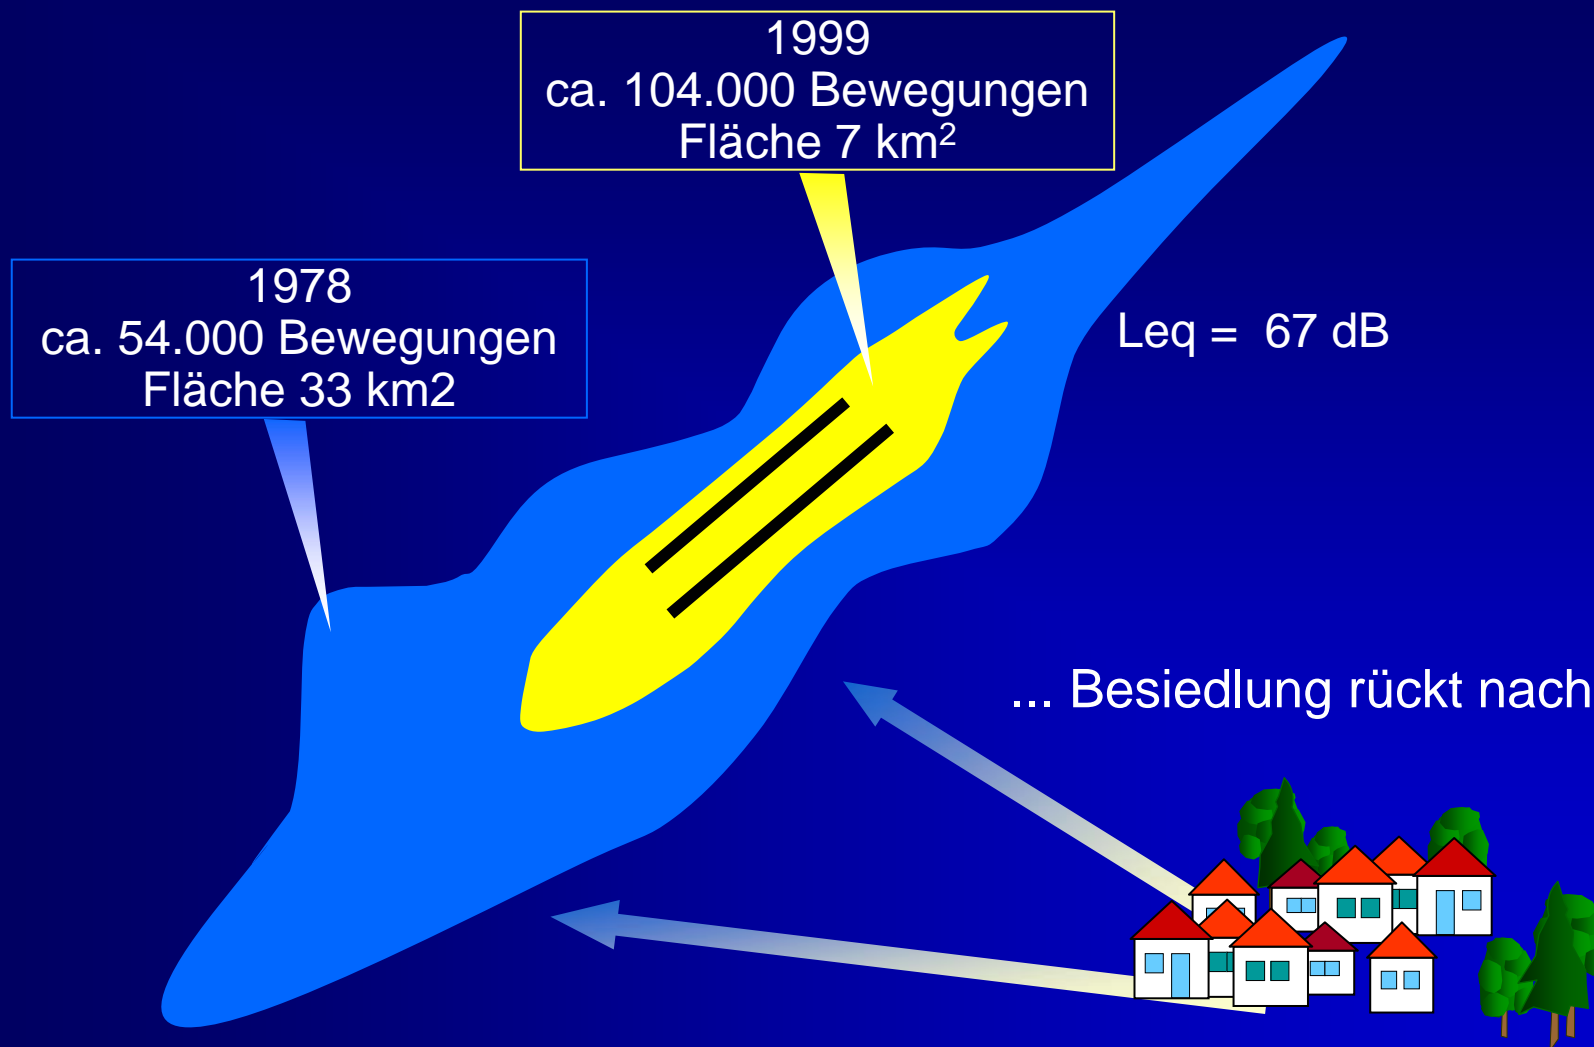 1999
ca. 104.000 Bewegungen
Fläche 7 km²
1978
ca. 54.000 Bewegungen
Fläche 33 km2
Leq = 67 dB
... Besiedlung rückt nach